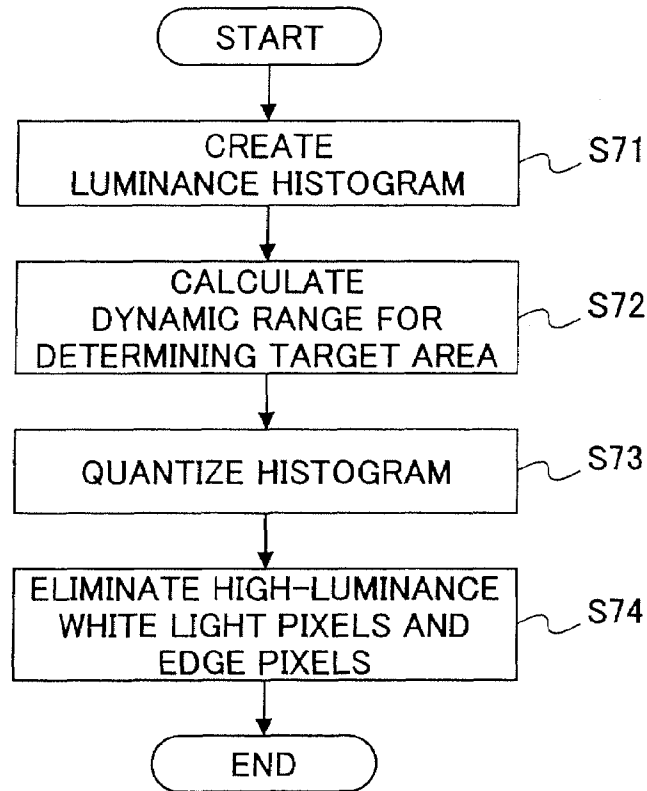 START
CREATE
LUMINANCE HISTOGRAM
S71
CALCULATE
DYNAMIC RANGE FOR
DETERMINING TARGET AREA
S72
QUANTIZE HISTOGRAM
S73
ELIMINATE HIGH-LUMINANCE
WHITE LIGHT PIXELS AND
EDGE PIXELS
S74
END